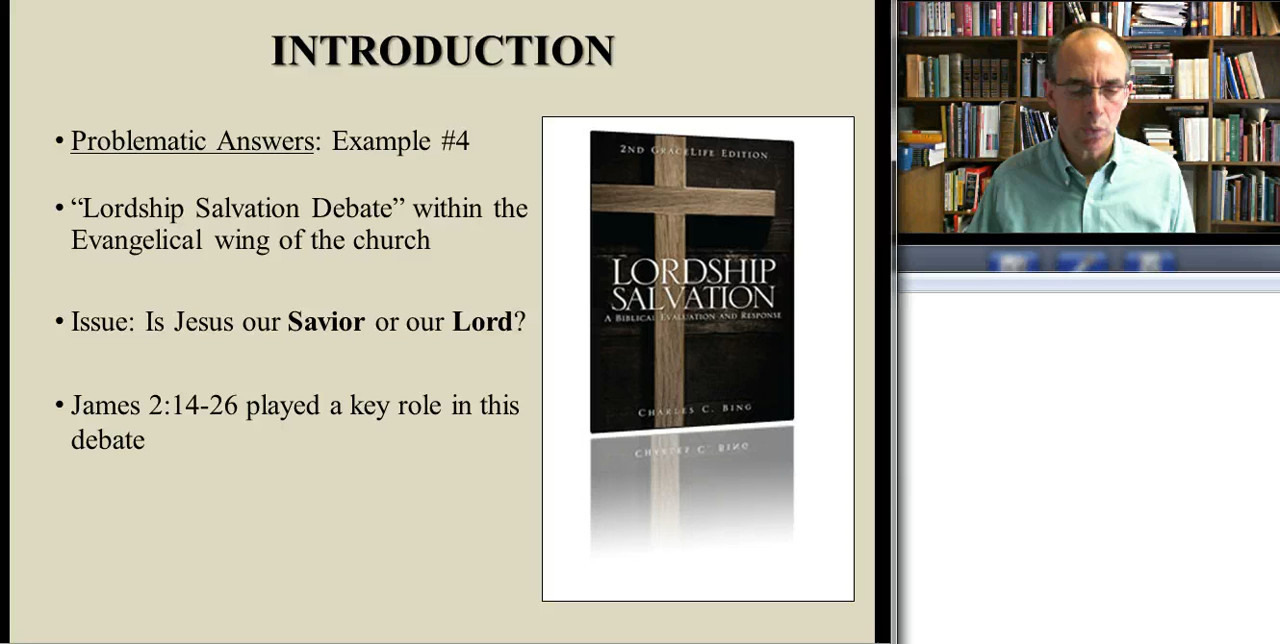 INTRODUCTION
• Problematic Answers: Example #4
• “Lordship Salvation Debate” within the
Evangelical wing of the church
• Issue: Is Jesus our Savior or our Lord?
• James 2:14-26 played a key role in this
debate
2ND GRACELIFE EDITION
LORDSHIP
SALVATION
A BIBLICAL EVALUATION AND RESPONSE
CHARLES C. BING